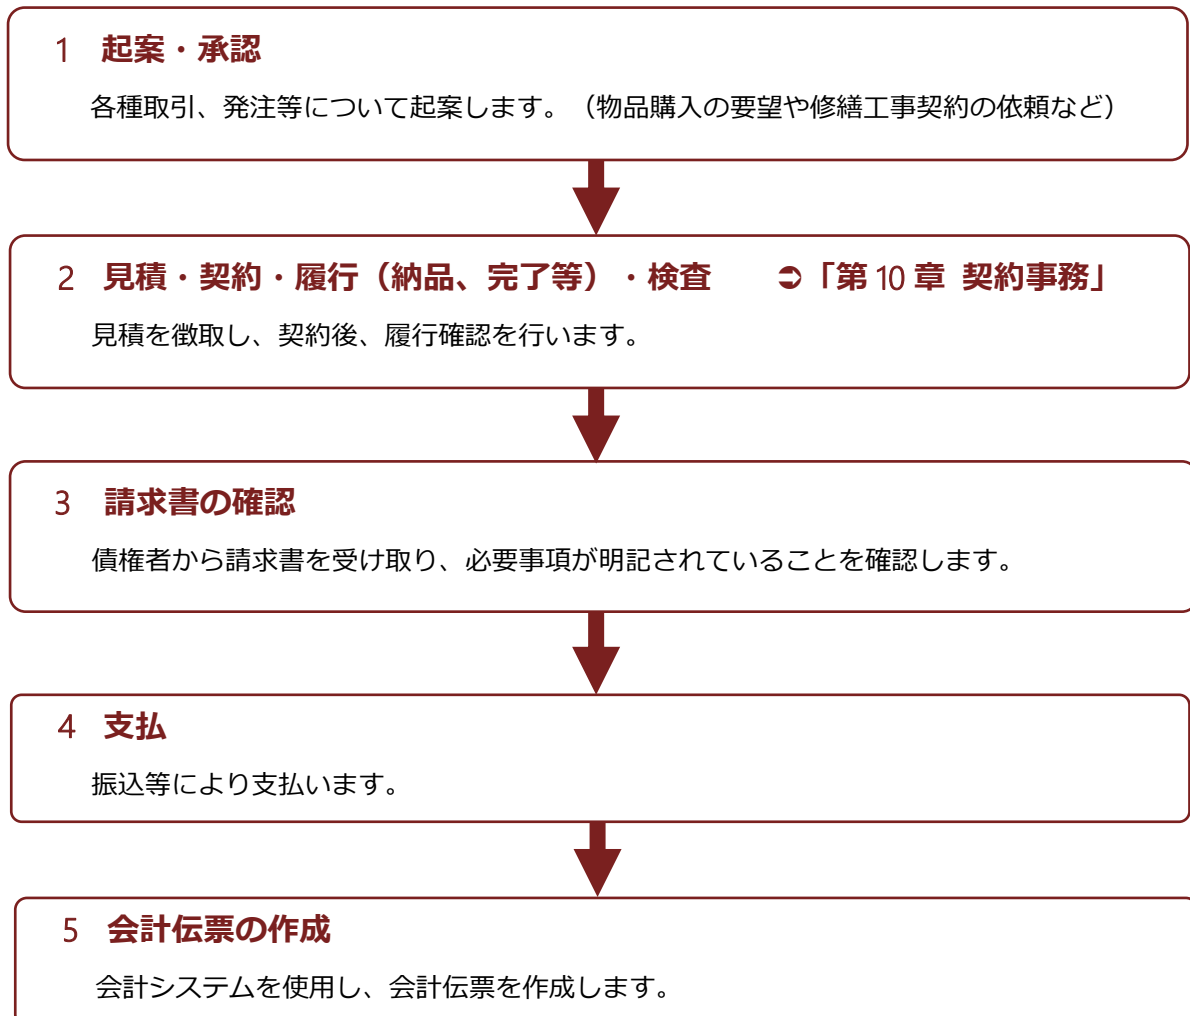 1 起案・承認
各種取引、発注等について起案します。（物品購入の要望や修繕工事契約の依頼など）
2 見積・契約・履行（納品、完了等）・検査 ➲「第 10 章 契約事務」
見積を徴取し、契約後、履行確認を行います。
3 請求書の確認
債権者から請求書を受け取り、必要事項が明記されていることを確認します。
4 支払
振込等により支払います。
5 会計伝票の作成
会計システムを使用し、会計伝票を作成します。